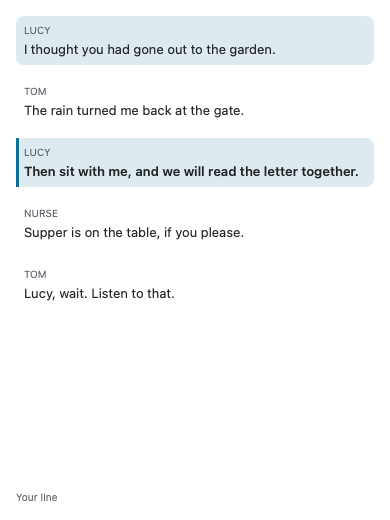 LUCY
I thought you had gone out to the garden.
TOM
The rain turned me back at the gate.
LUCY
Then sit with me, and we will read the letter together.
NURSE
Supper is on the table, if you please.
TOM
Lucy, wait. Listen to that.
Your line